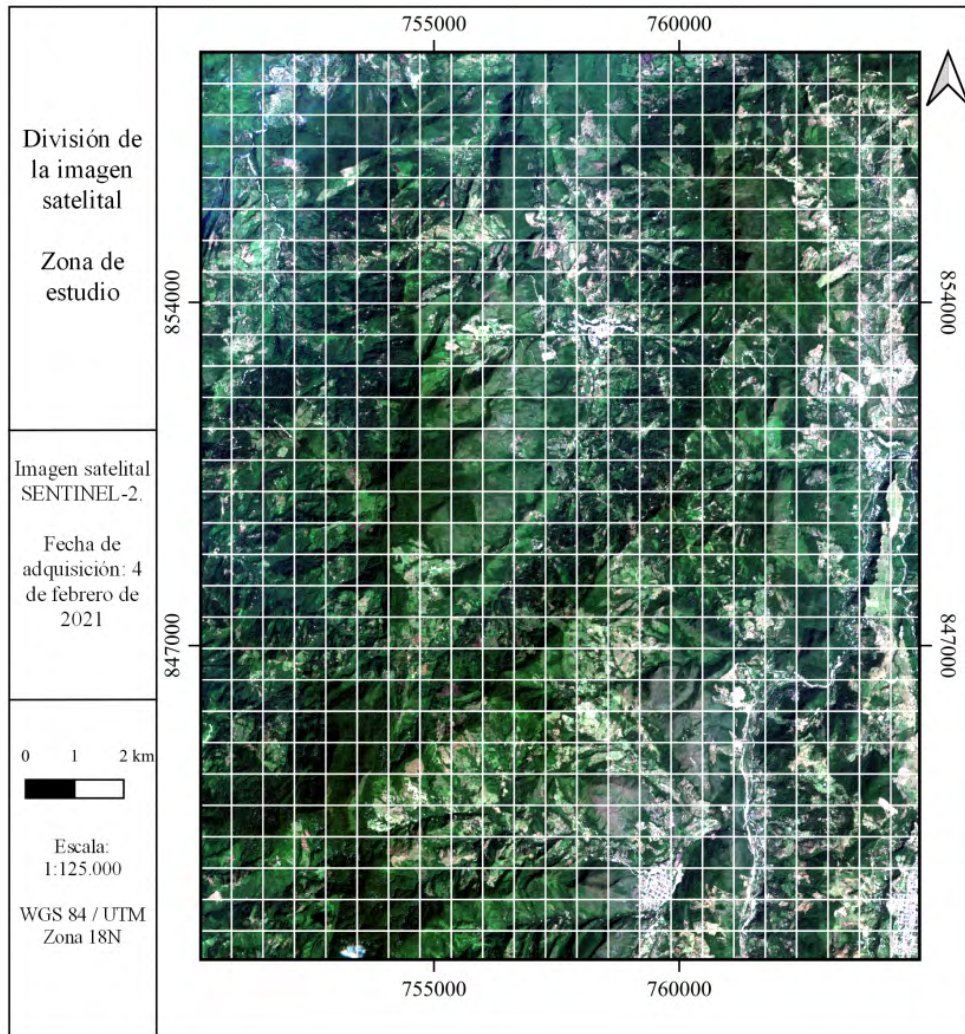 División de
la imagen
satelital
Zona de
estudio
Imagen satelital
SENTINEL-2.
Fecha de
adquisición: 4
de febrero de
2021
0 1 2 km
Escala:
1:125.000
WGS 84 / UTM
Zona 18N
755000 760000
854000 854000
847000 847000
755000 760000